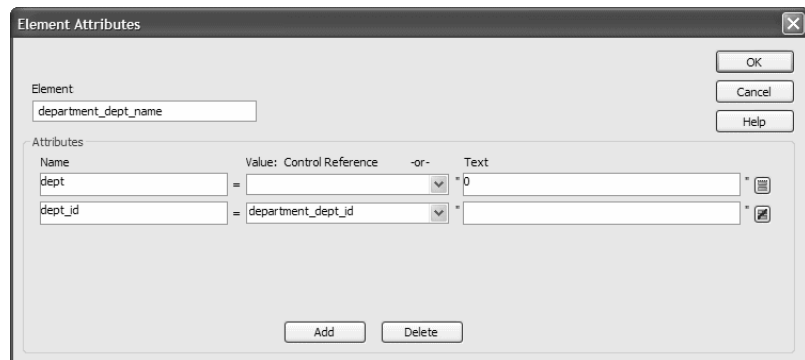 Element Attributes
OK
Element
Cancel
department_dept_name
Help
Attributes
Name Value: Control Reference -or- Text
dept = "0"
dept_id = department_dept_id ""
Add Delete